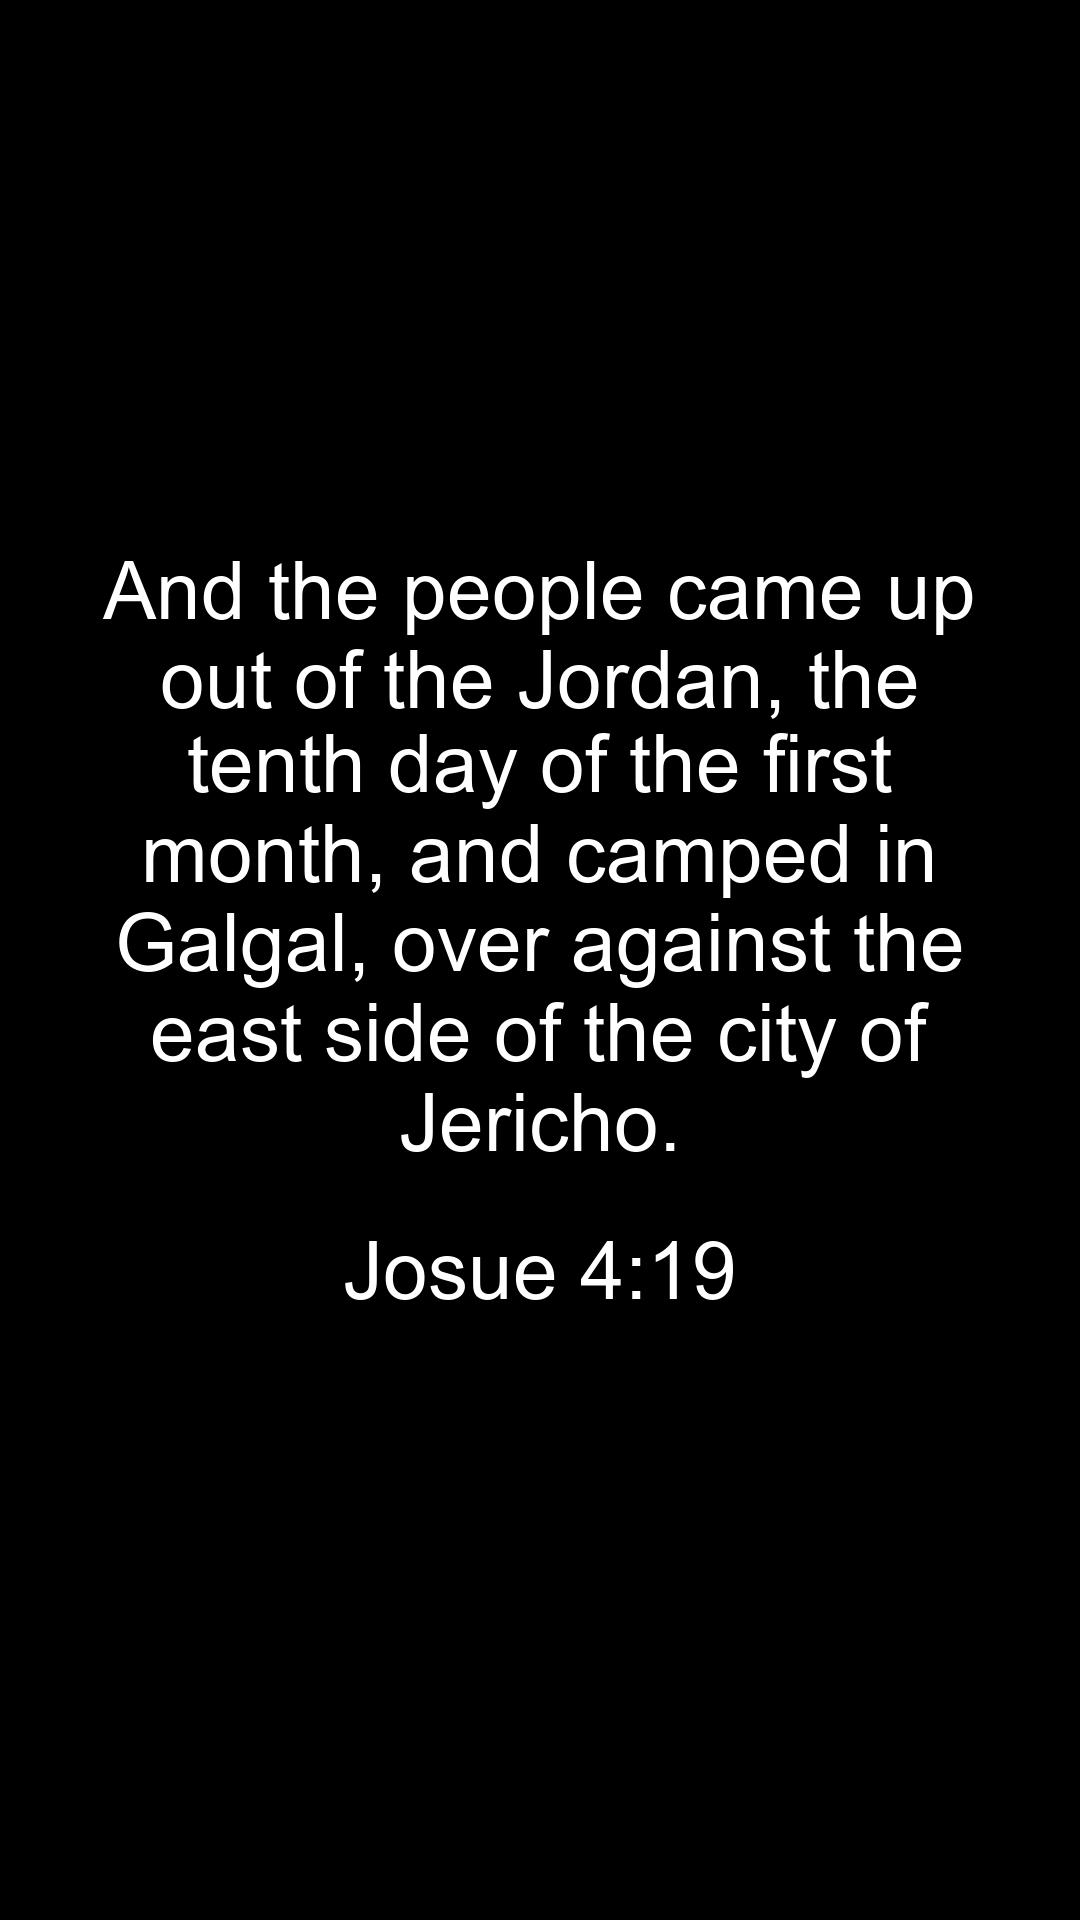 And the people came up
out of the Jordan, the
tenth day of the first
month, and camped in
Galgal, over against the
east side of the city of
Jericho.
Josue 4:19